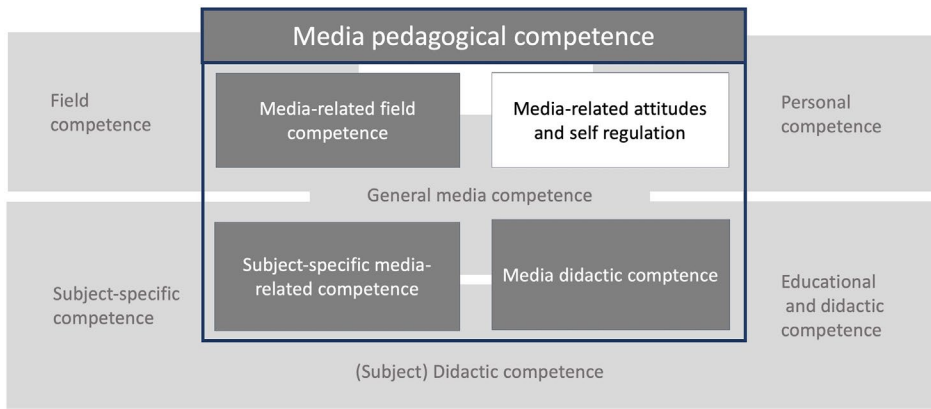 Media pedagogical competence
Field
competence
Media-related field
competence
Media-related attitudes
and self regulation
Personal
competence
General media competence
Subject-specific
competence
Subject-specific media-
related competence
Media didactic comptence
Educational
and didactic
competence
(Subject) Didactic competence